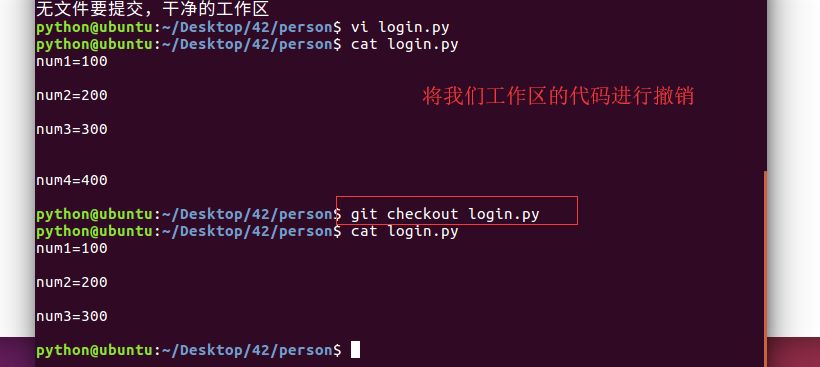 无文件要提交，干净的工作区
python@ubuntu:~/Desktop/42/person$ vi login.py
python@ubuntu:~/Desktop/42/person$ cat login.py
num1=100
num2=200
将我们工作区的代码进行撤销
num3=300
num4=400
python@ubuntu:~/Desktop/42/person$ git checkout login.py
python@ubuntu:~/Desktop/42/person$ cat login.py
num1=100
num2=200
num3=300
python@ubuntu:~/Desktop/42/person$